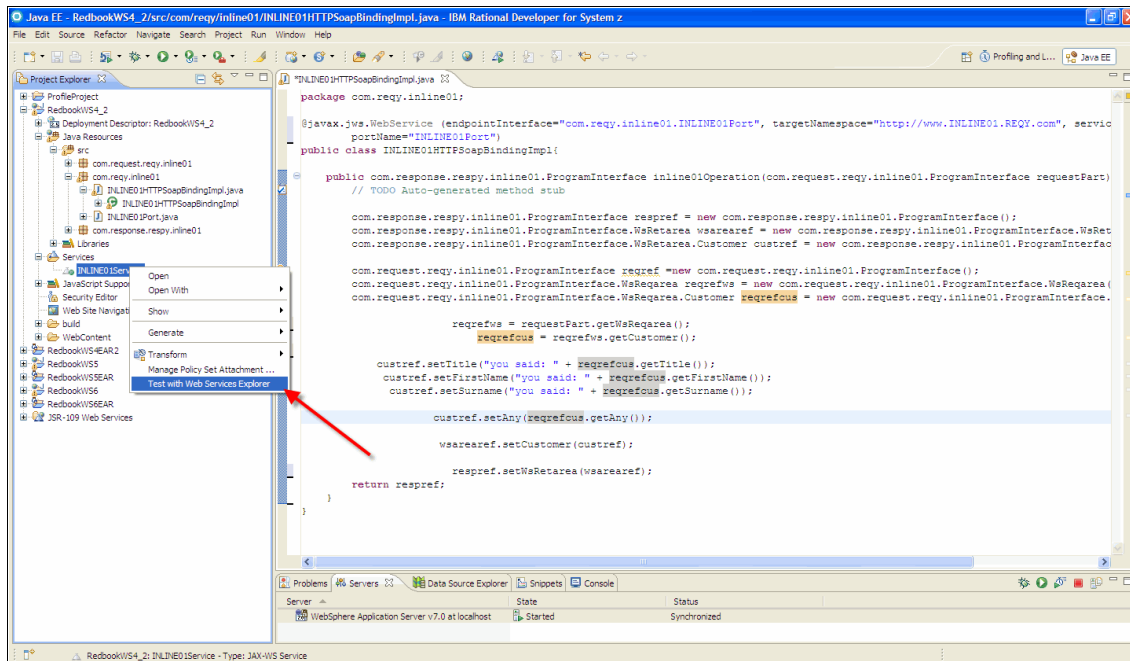 Java EE - RedbookWS4_2/src/com/reqy/inline01/INLINE01HTTPSoapBindingImpl.java - IBM Rational Developer for System z
File Edit Source Refactor Navigate Search Project Run Window Help
Profiling and L... Java EE
Project Explorer
*INLINE01HTTPSoapBindingImpl.java
ProfileProject
RedbookWS4_2
Deployment Descriptor: RedbookWS4_2
Java Resources
src
com.request.reqy.inline01
com.reqy.inline01
INLINE01HTTPSoapBindingImpl.java
INLINE01HTTPSoapBindingImpl
INLINE01Port.java
com.response.respy.inline01
Libraries
Services
INLINE01Serv
JavaScript Suppo
Security Editor
Web Site Navigati
build
WebContent
RedbookWS4EAR2
RedbookWS5
RedbookWS5EAR
RedbookWS6
RedbookWS6EAR
JSR-109 Web Services
Open
Open With
Show
Generate
Transform
Manage Policy Set Attachment ...
Test with Web Services Explorer
package com.reqy.inline01;
@javax.jws.WebService (endpointInterface="com.reqy.inline01.INLINE01Port", targetNamespace="http://www.INLINE01.REQY.com", servic
portName="INLINE01Port")
public class INLINE01HTTPSoapBindingImpl{
public com.response.respy.inline01.ProgramInterface inline01Operation(com.request.reqy.inline01.ProgramInterface requestPart)
// TODO Auto-generated method stub
com.response.respy.inline01.ProgramInterface respref = new com.response.respy.inline01.ProgramInterface();
com.response.respy.inline01.ProgramInterface.WsRetarea wsarearef = new com.response.respy.inline01.ProgramInterface.WsRet
com.response.respy.inline01.ProgramInterface.WsRetarea.Customer custref = new com.response.respy.inline01.ProgramInterfac
com.request.reqy.inline01.ProgramInterface reqref =new com.request.reqy.inline01.ProgramInterface();
com.request.reqy.inline01.ProgramInterface.WsReqarea reqrefws = new com.request.reqy.inline01.ProgramInterface.WsReqarea(
com.request.reqy.inline01.ProgramInterface.WsReqarea.Customer reqrefcus = new com.request.reqy.inline01.ProgramInterface.
reqrefws = requestPart.getWsReqarea();
reqrefcus = reqrefws.getCustomer();
custref.setTitle("you said: " + reqrefcus.getTitle());
custref.setFirstName("you said: " + reqrefcus.getFirstName());
custref.setSurname("you said: " + reqrefcus.getSurname());
custref.setAny(reqrefcus.getAny());
wsarearef.setCustomer(custref);
respref.setWsRetarea(wsarearef);
return respref;
}
}
Problems Servers Data Source Explorer Snippets Console
Server State Status
WebSphere Application Server v7.0 at localhost Started Synchronized
RedbookWS4_2: INLINE01Service - Type: JAX-WS Service